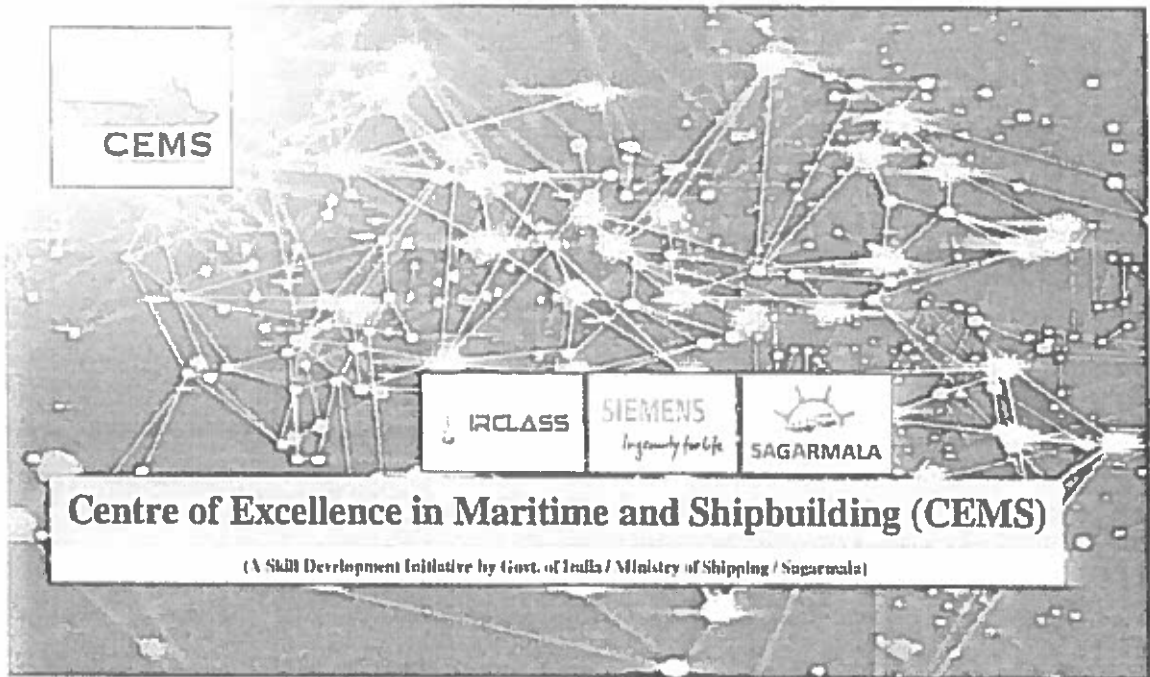 CEMS
IRCLASS
SIEMENS
Ingenuity for life
SAGARMALA
Centre of Excellence in Maritime and Shipbuilding (CEMS)
(A Skill Development Initiative by Govt. of India / Ministry of Shipping / Sagarmala)